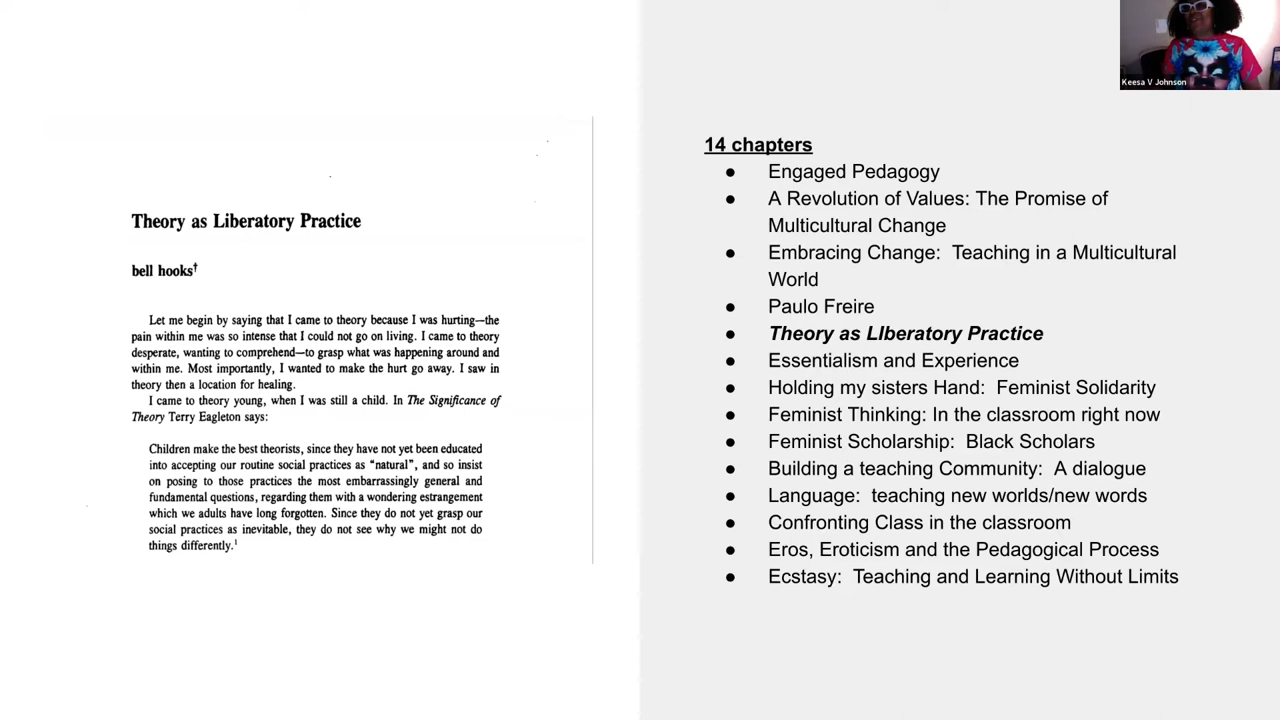 Theory as Liberatory Practice
bell hooks†
Let me begin by saying that I came to theory because I was hurting—the
pain within me was so intense that I could not go on living. I came to theory
desperate, wanting to comprehend—to grasp what was happening around and
within me. Most importantly, I wanted to make the hurt go away. I saw in
theory then a location for healing.
I came to theory young, when I was still a child. In The Significance of
Theory Terry Eagleton says:
Children make the best theorists, since they have not yet been educated
into accepting our routine social practices as "natural", and so insist
on posing to those practices the most embarrassingly general and
fundamental questions, regarding them with a wondering estrangement
which we adults have long forgotten. Since they do not yet grasp our
social practices as inevitable, they do not see why we might not do
things differently.¹
14 chapters
● Engaged Pedagogy
● A Revolution of Values: The Promise of
Multicultural Change
● Embracing Change:  Teaching in a Multicultural
World
● Paulo Freire
● Theory as LIberatory Practice
● Essentialism and Experience
● Holding my sisters Hand:  Feminist Solidarity
● Feminist Thinking: In the classroom right now
● Feminist Scholarship:  Black Scholars
● Building a teaching Community:  A dialogue
● Language:  teaching new worlds/new words
● Confronting Class in the classroom
● Eros, Eroticism and the Pedagogical Process
● Ecstasy:  Teaching and Learning Without Limits
Keesa V Johnson